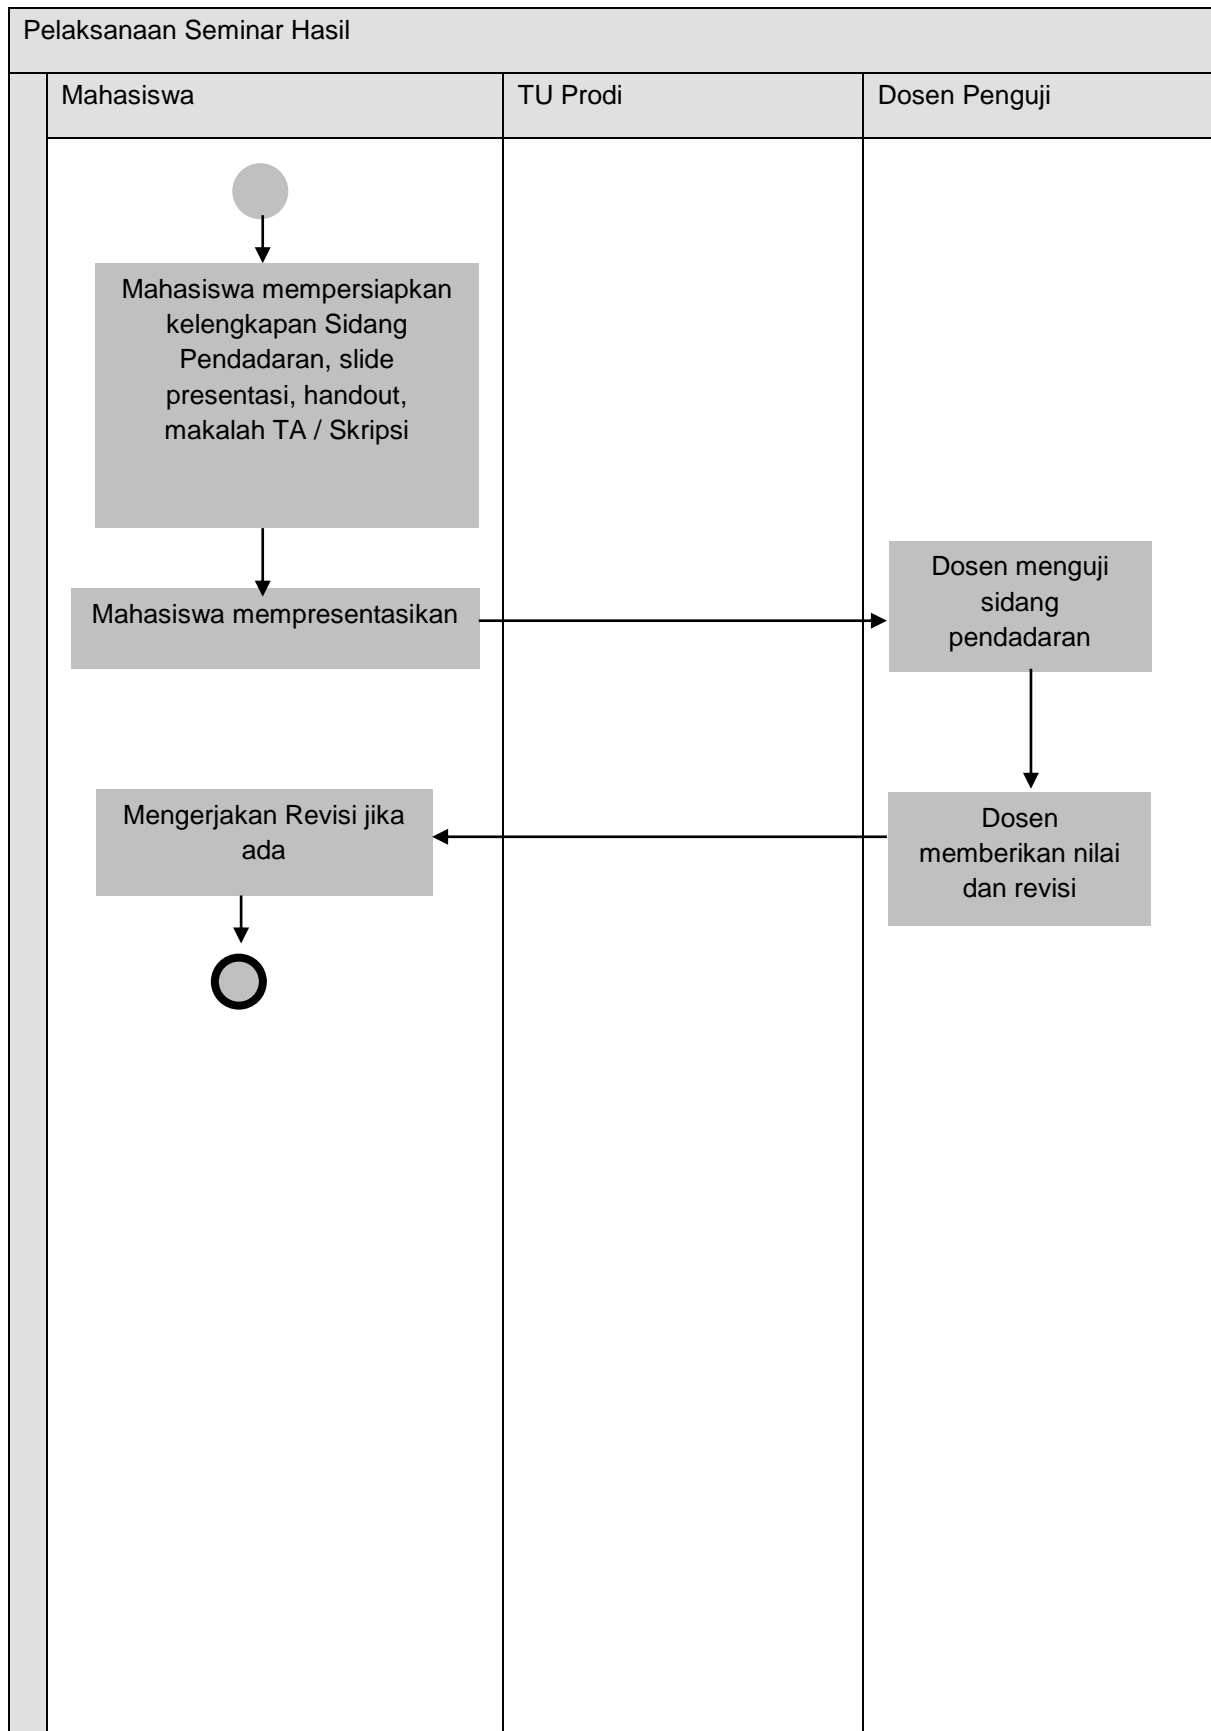 Pelaksanaan Seminar Hasil
Mahasiswa
TU Prodi
Dosen Penguji
Mahasiswa mempersiapkan
kelengkapan Sidang
Pendadaran, slide
presentasi, handout,
makalah TA / Skripsi
Mahasiswa mempresentasikan
Dosen menguji
sidang
pendadaran
Dosen
memberikan nilai
dan revisi
Mengerjakan Revisi jika
ada